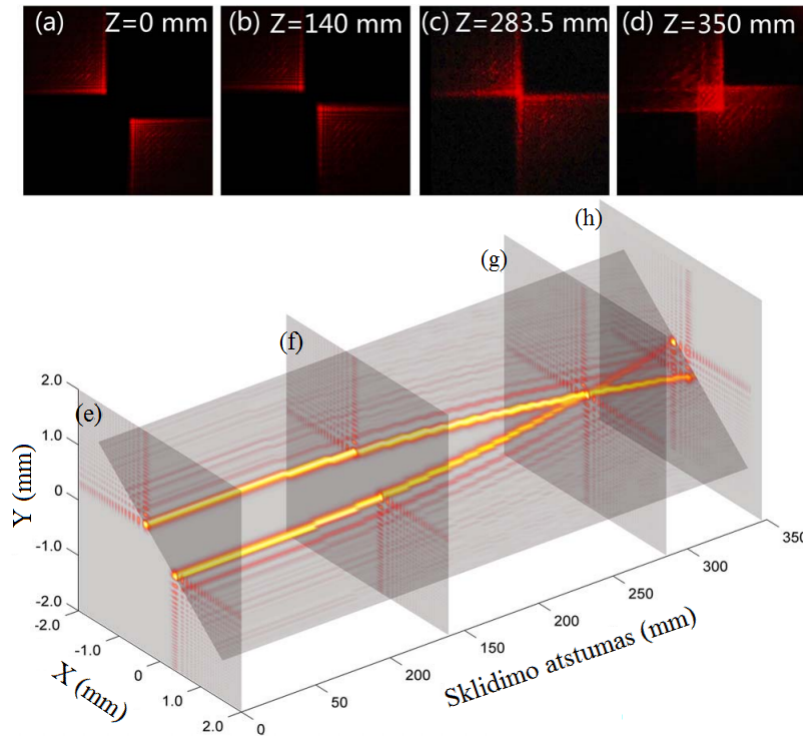 (a) Z=0 mm
(b) Z=140 mm
(c) Z=283.5 mm
(d) Z=350 mm
(h)
(g)
(f)
(e)
2.0
1.0
0
-1.0
-2.0
Y (mm)
-2.0
-1.0
0
1.0
2.0
X (mm)
0
50
100
200
150
200
250
300
350
Sklidimo atstumas (mm)